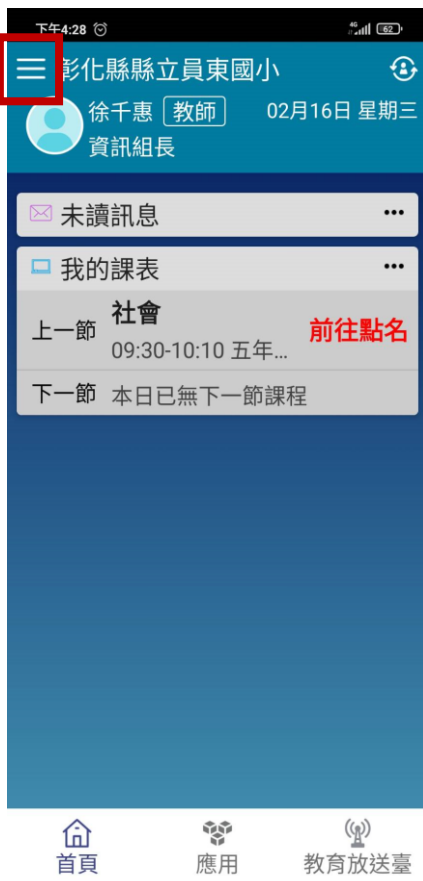 下午4:28
4G 62
彰化縣縣立員東國小
徐千惠 教師 02月16日 星期三
資訊組長
未讀訊息
我的課表
上一節 社會
09:30-10:10 五年...
前往點名
下一節 本日已無下一節課程
首頁 應用 教育放送臺